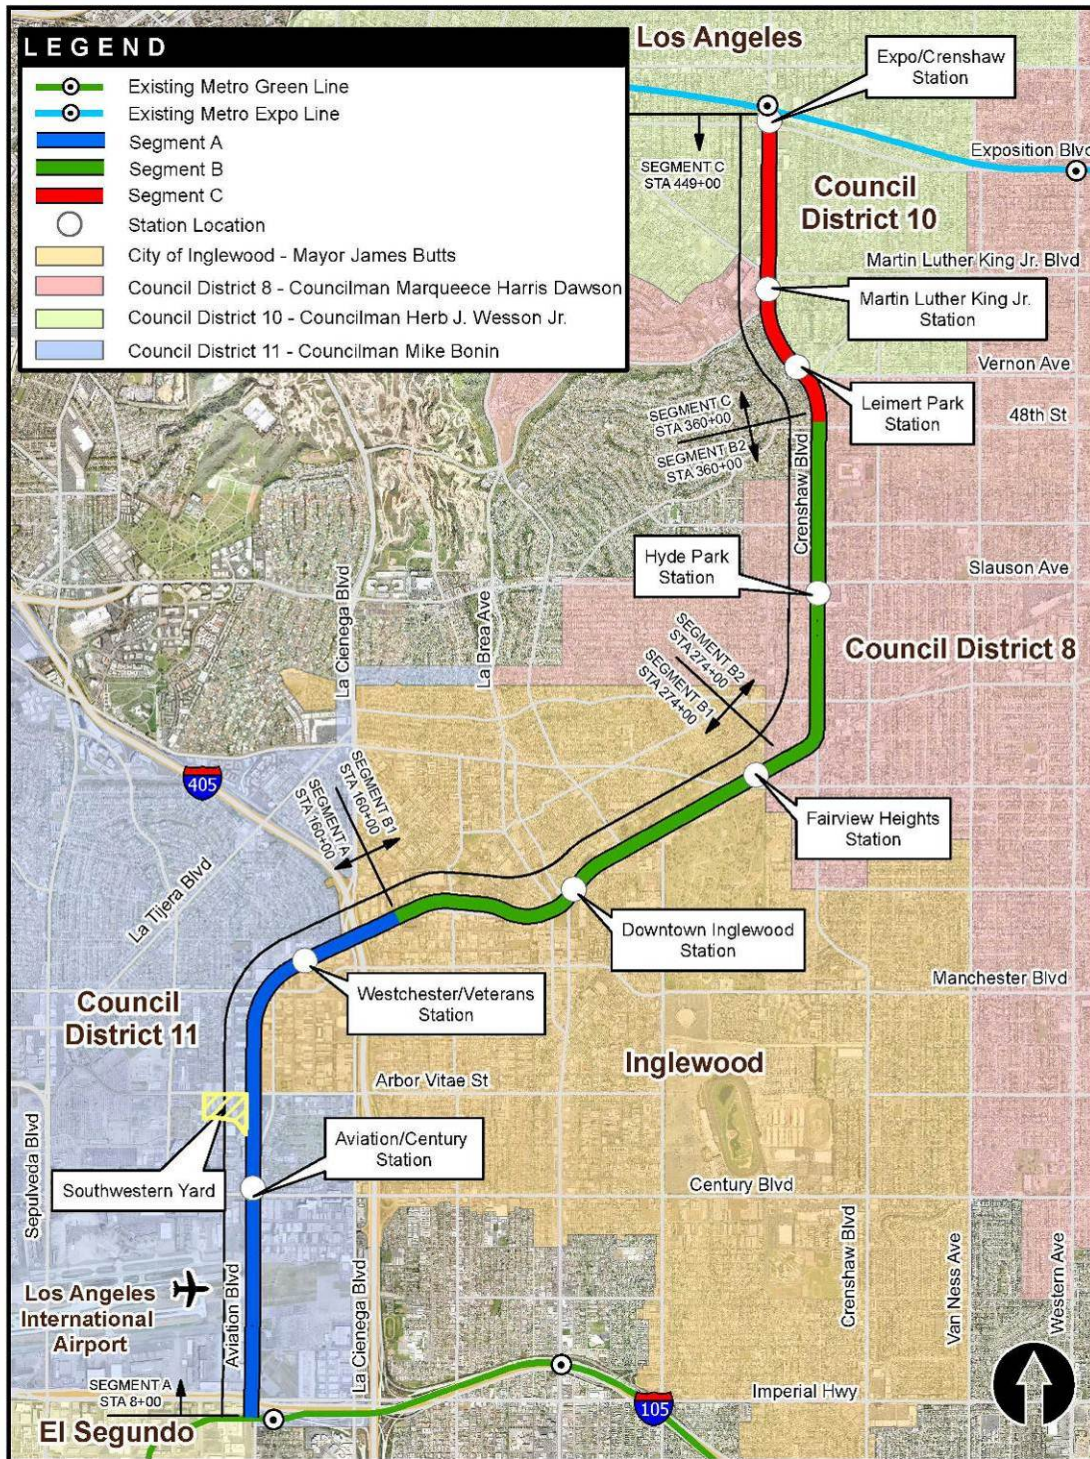 LEGEND
Existing Metro Green Line
Existing Metro Expo Line
Segment A
Segment B
Segment C
Station Location
City of Inglewood - Mayor James Butts
Council District 8 - Councilman Marqueece Harris Dawson
Council District 10 - Councilman Herb J. Wesson Jr.
Council District 11 - Councilman Mike Bonin
Los Angeles
Expo/Crenshaw
Station
Exposition Blvd
SEGMENT C
STA 449+00
Council
District 10
Martin Luther King Jr. Blvd
Martin Luther King Jr.
Station
Vernon Ave
Leimert Park
Station
48th St
SEGMENT C
STA 360+00
SEGMENT B2
STA 360+00
Crenshaw Blvd
Hyde Park
Station
Slauson Ave
La Cienega Blvd
La Brea Ave
Council District 8
SEGMENT B2
STA 274+00
SEGMENT B1
STA 274+00
405
SEGMENT B1
STA 160+00
SEGMENT A
STA 160+00
Fairview Heights
Station
La Tijera Blvd
Downtown Inglewood
Station
Manchester Blvd
Westchester/Veterans
Station
Council
District 11
Inglewood
Arbor Vitae St
Aviation/Century
Station
Southwestern Yard
Century Blvd
Sepulveda Blvd
Los Angeles
International
Airport
Aviation Blvd
La Cienega Blvd
Crenshaw Blvd
Van Ness Ave
Western Ave
SEGMENT A
STA 8+00
Imperial Hwy
105
El Segundo